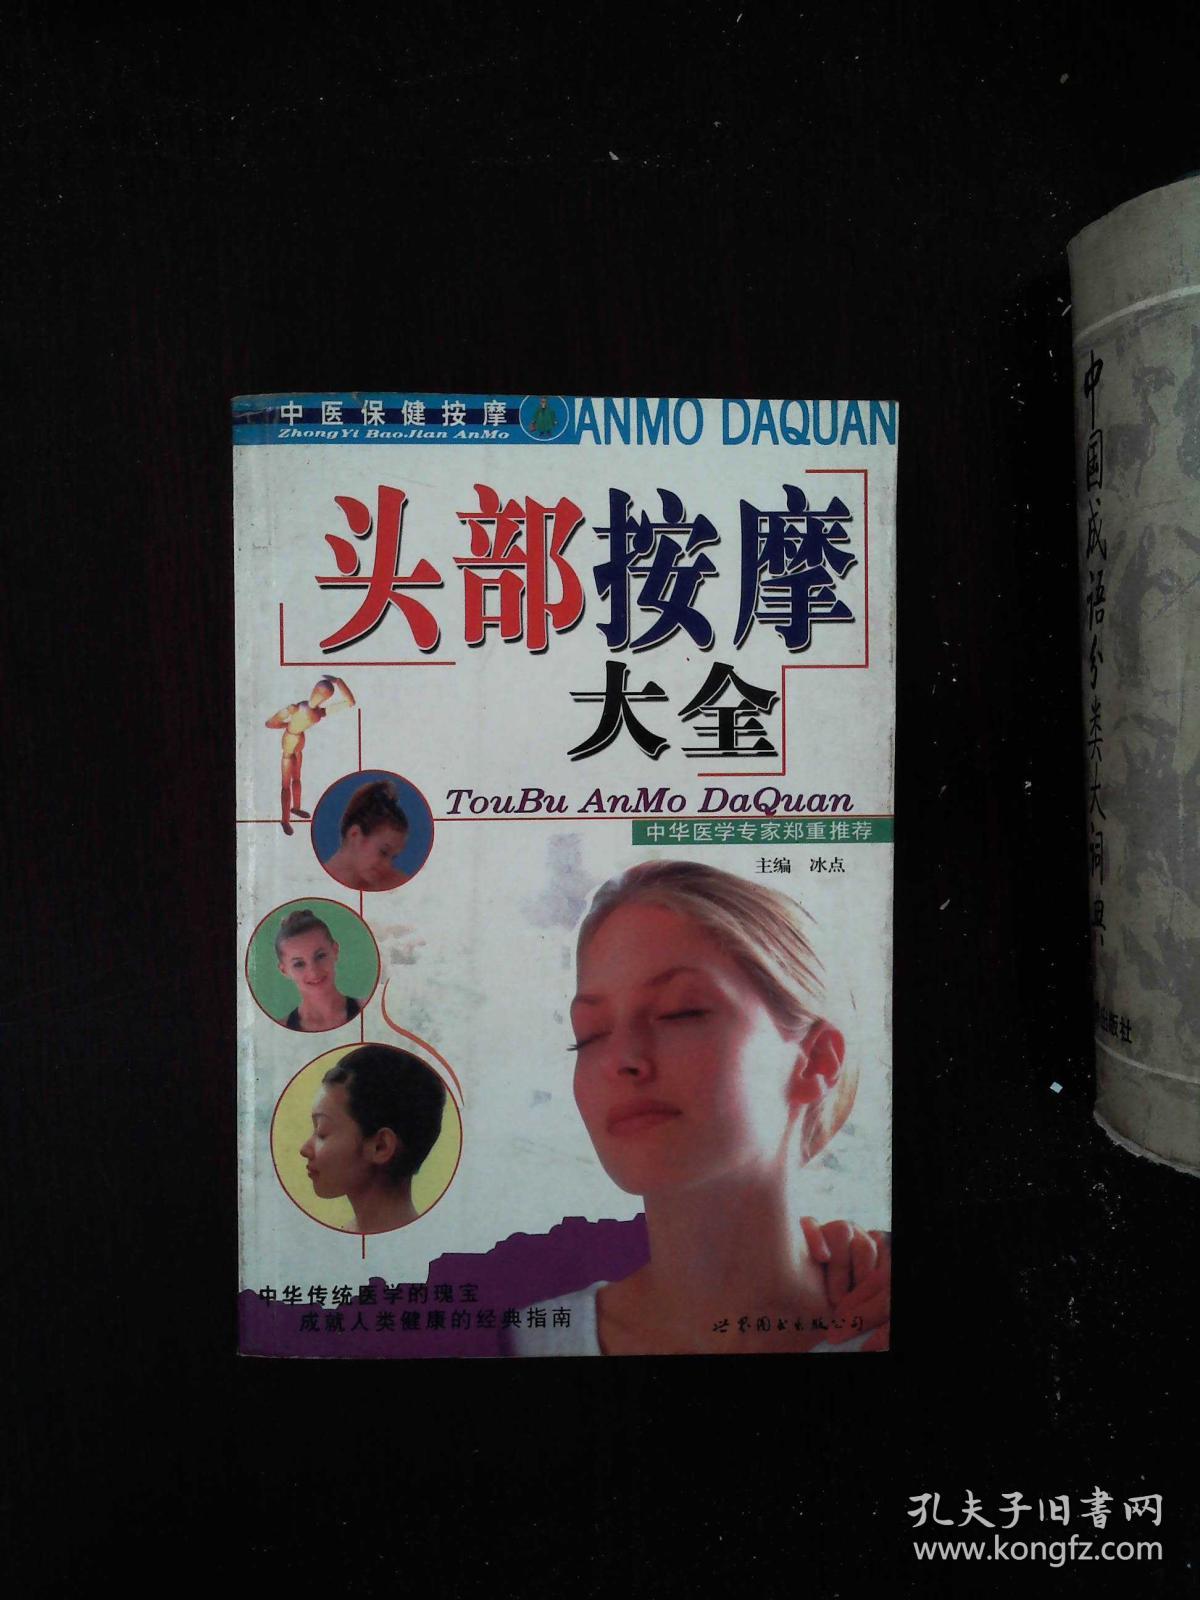 中医保健按摩
ZhongYi BaoJian AnMo
ANMO DAQUAN
头部按摩
大全
TouBu AnMo DaQuan
中华医学专家郑重推荐
主编 冰点
中华传统医学的瑰宝
成就人类健康的经典指南
世界图书出版公司
中国成语分类大词典
出版社
孔夫子旧书网
www.kongfz.com